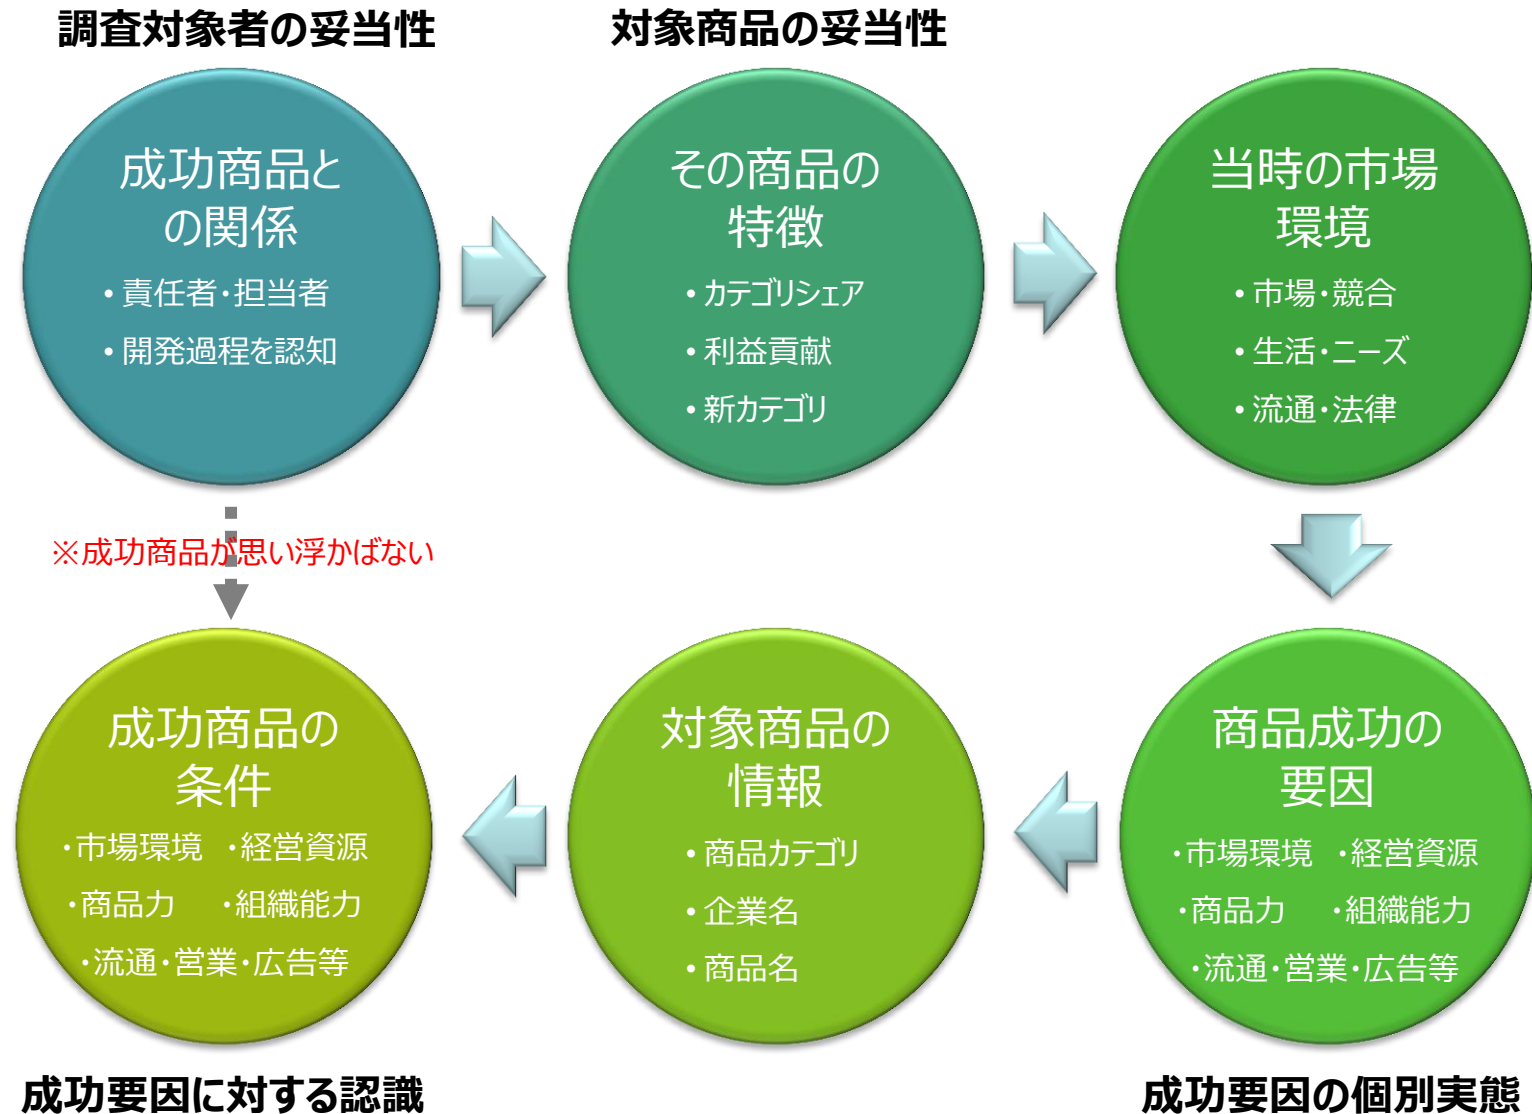 調査対象者の妥当性
対象商品の妥当性
成功商品と
の関係
• 責任者・担当者
• 開発過程を認知
その商品の
特徴
• カテゴリシェア
• 利益貢献
• 新カテゴリ
当時の市場
環境
• 市場・競合
• 生活・ニーズ
• 流通・法律
※成功商品が思い浮かばない
成功商品の
条件
・市場環境 ・経営資源
・商品力 ・組織能力
・流通・営業・広告等
対象商品の
情報
• 商品カテゴリ
• 企業名
• 商品名
商品成功の
要因
・市場環境 ・経営資源
・商品力 ・組織能力
・流通・営業・広告等
成功要因に対する認識
成功要因の個別実態